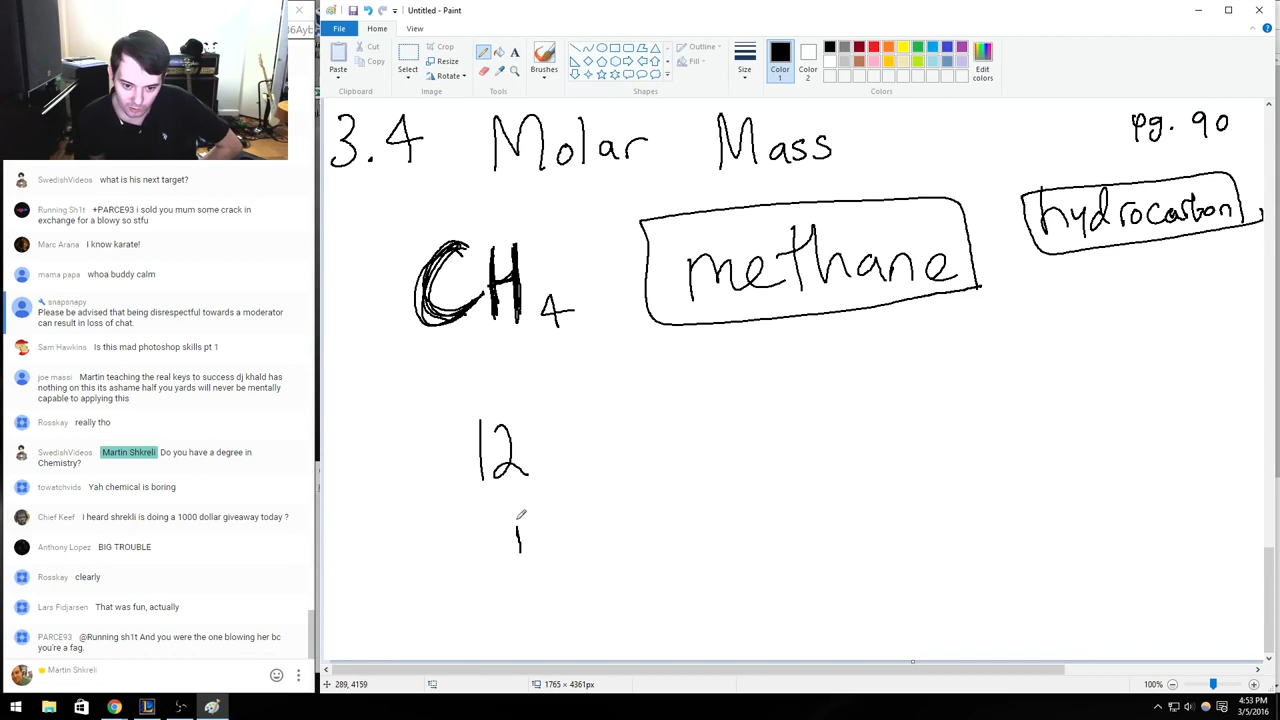 Untitled - Paint
File
Home
View
Paste
Cut
Copy
Clipboard
Select
Crop
Resize
Rotate
Image
Tools
Brushes
Shapes
Outline
Fill
Size
Color 1
Color 2
Edit colors
Colors
3.4 Molar Mass
pg. 90
CH4
methane
hydrocarbon
12
1
SwedishVideos what is his next target?
Running Sh1t +PARCE93 i sold you mum some crack in
exchange for a blowy so stfu
Marc Arana I know karate!
mama papa whoa buddy calm
snapsnapy
Please be advised that being disrespectful towards a moderator
can result in loss of chat.
Sam Hawkins Is this mad photoshop skills pt 1
joe massi Martin teaching the real keys to success dj khald has
nothing on this its ashame half you yards will never be mentally
capable to applying this
Rosskay really tho
SwedishVideos Martin Shkreli Do you have a degree in
Chemistry?
towatchvids Yah chemical is boring
Chief Keef I heard shrekli is doing a 1000 dollar giveaway today ?
Anthony Lopez BIG TROUBLE
Rosskay clearly
Lars Fidjarsen That was fun, actually
PARCE93 @Running sh1t And you were the one blowing her bc
you're a fag.
Martin Shkreli
289, 4159
1765 × 4361px
100%
4:53 PM
3/5/2016